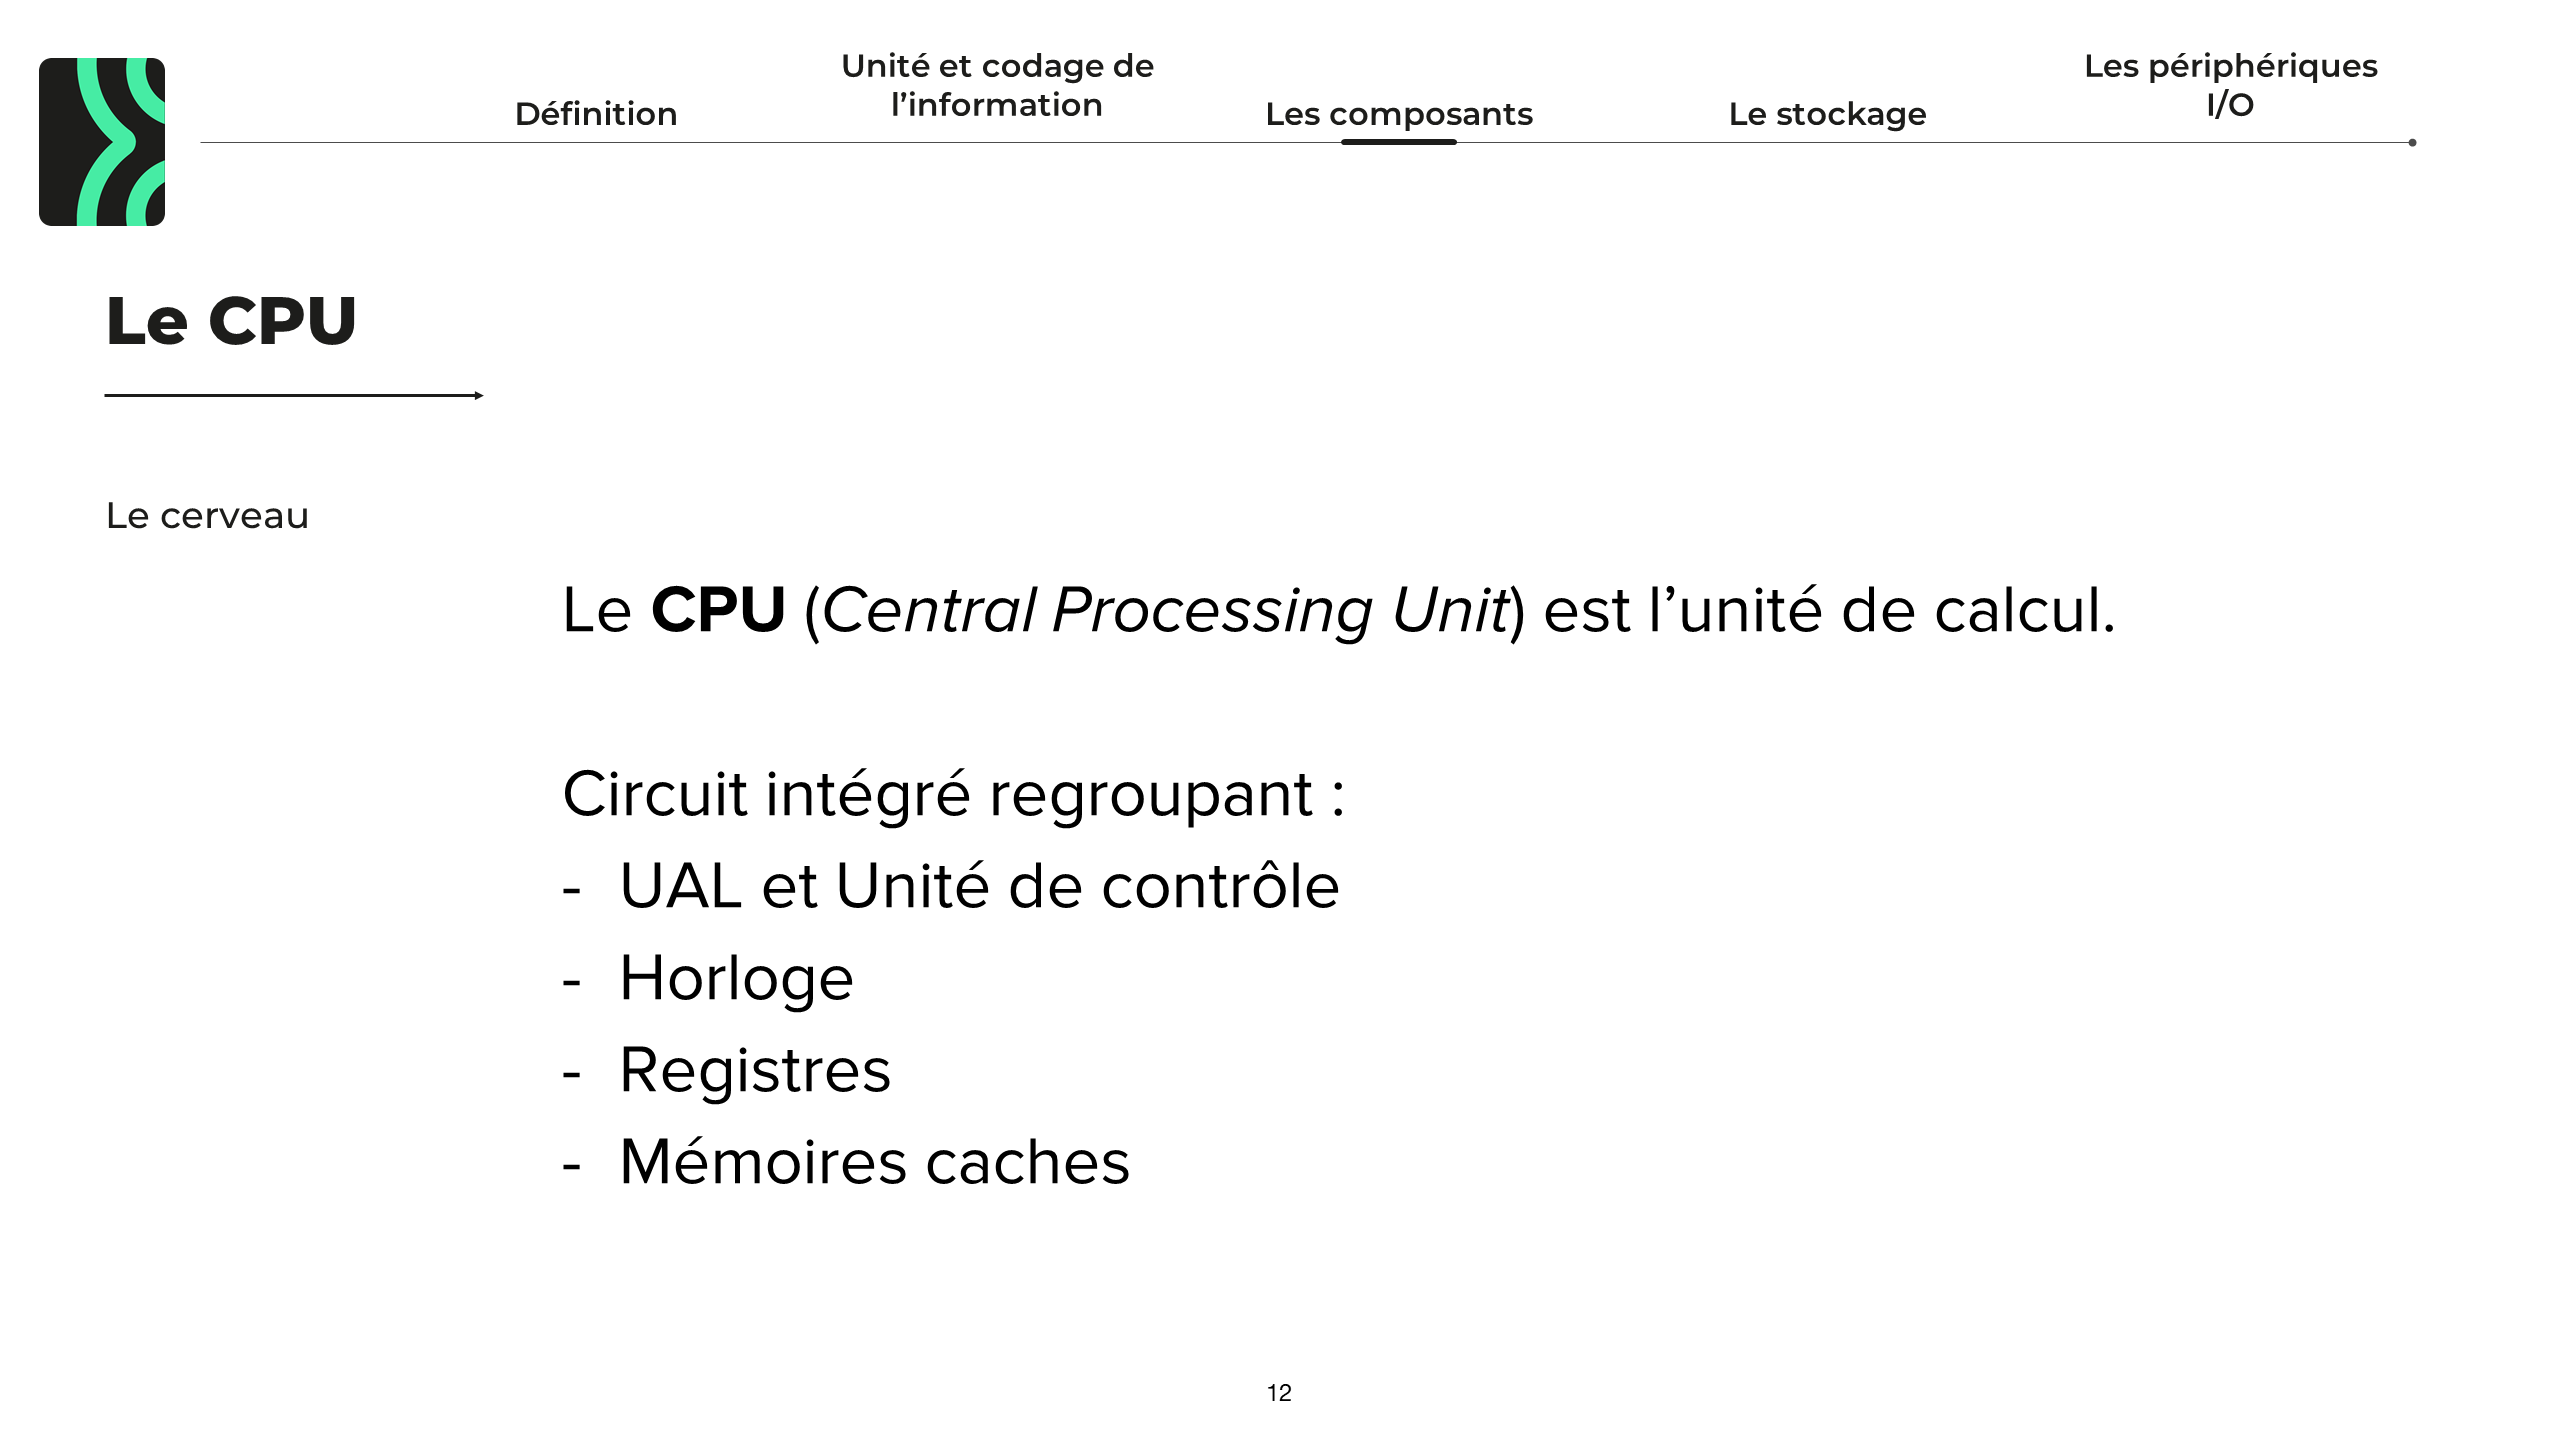 Définition
Unité et codage de
l’information
Les composants
Le stockage
Les périphériques
I/O
Le CPU
Le cerveau
Le CPU (Central Processing Unit) est l’unité de calcul.
Circuit intégré regroupant :
- UAL et Unité de contrôle
- Horloge
- Registres
- Mémoires caches
12